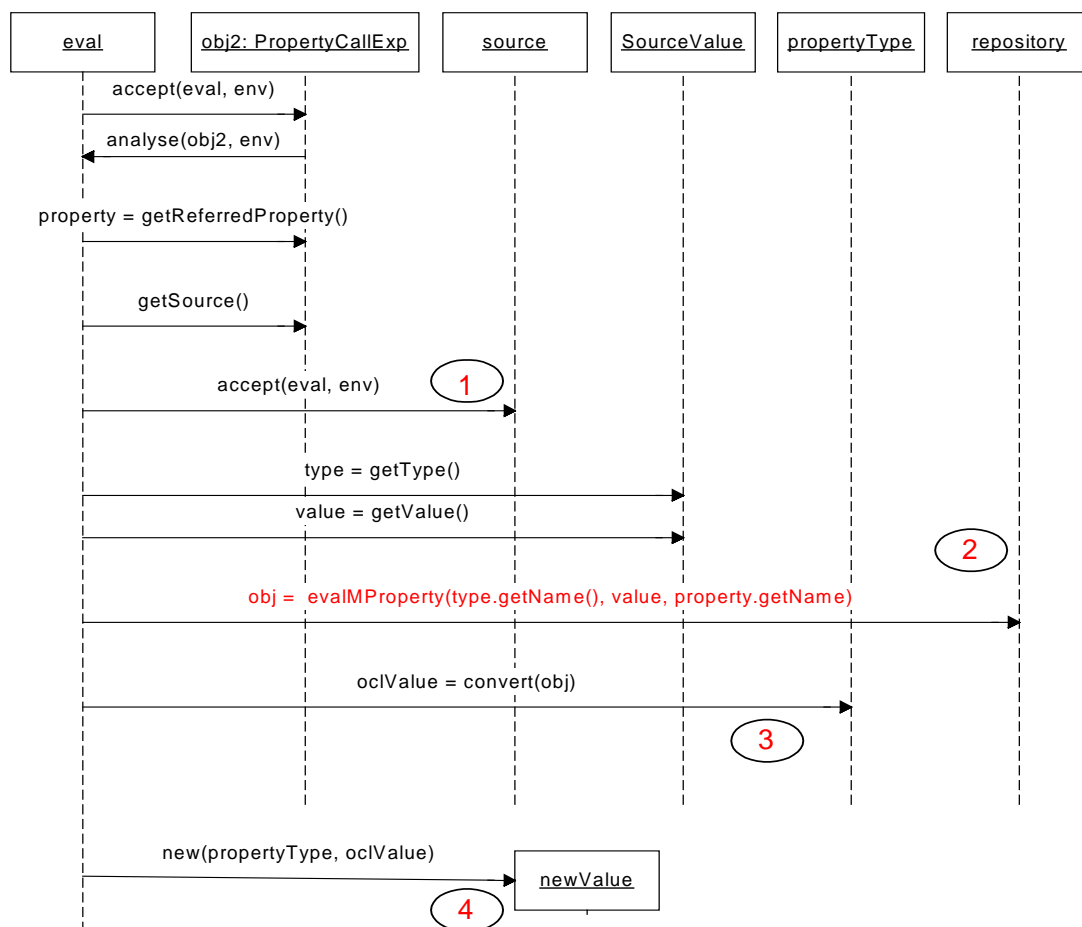 eval
obj2: PropertyCallExp
source
SourceValue
propertyType
repository
accept(eval, env)
analyse(obj2, env)
property = getReferredProperty()
getSource()
accept(eval, env)
1
type = getType()
value = getValue()
2
obj = evalMProperty(type.getName(), value, property.getName)
oclValue = convert(obj)
3
new(propertyType, oclValue)
newValue
4